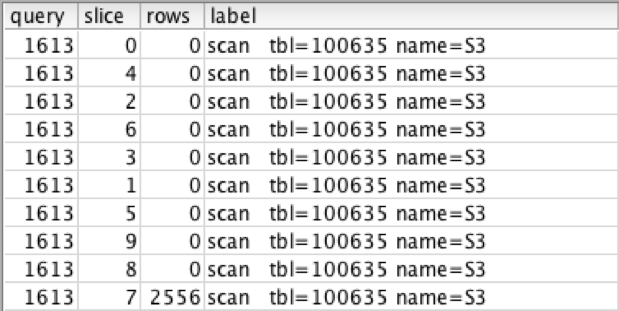 query slice rows label
1613 0 0 scan tbl=100635 name=S3
1613 4 0 scan tbl=100635 name=S3
1613 2 0 scan tbl=100635 name=S3
1613 6 0 scan tbl=100635 name=S3
1613 3 0 scan tbl=100635 name=S3
1613 1 0 scan tbl=100635 name=S3
1613 5 0 scan tbl=100635 name=S3
1613 9 0 scan tbl=100635 name=S3
1613 8 0 scan tbl=100635 name=S3
1613 7 2556 scan tbl=100635 name=S3